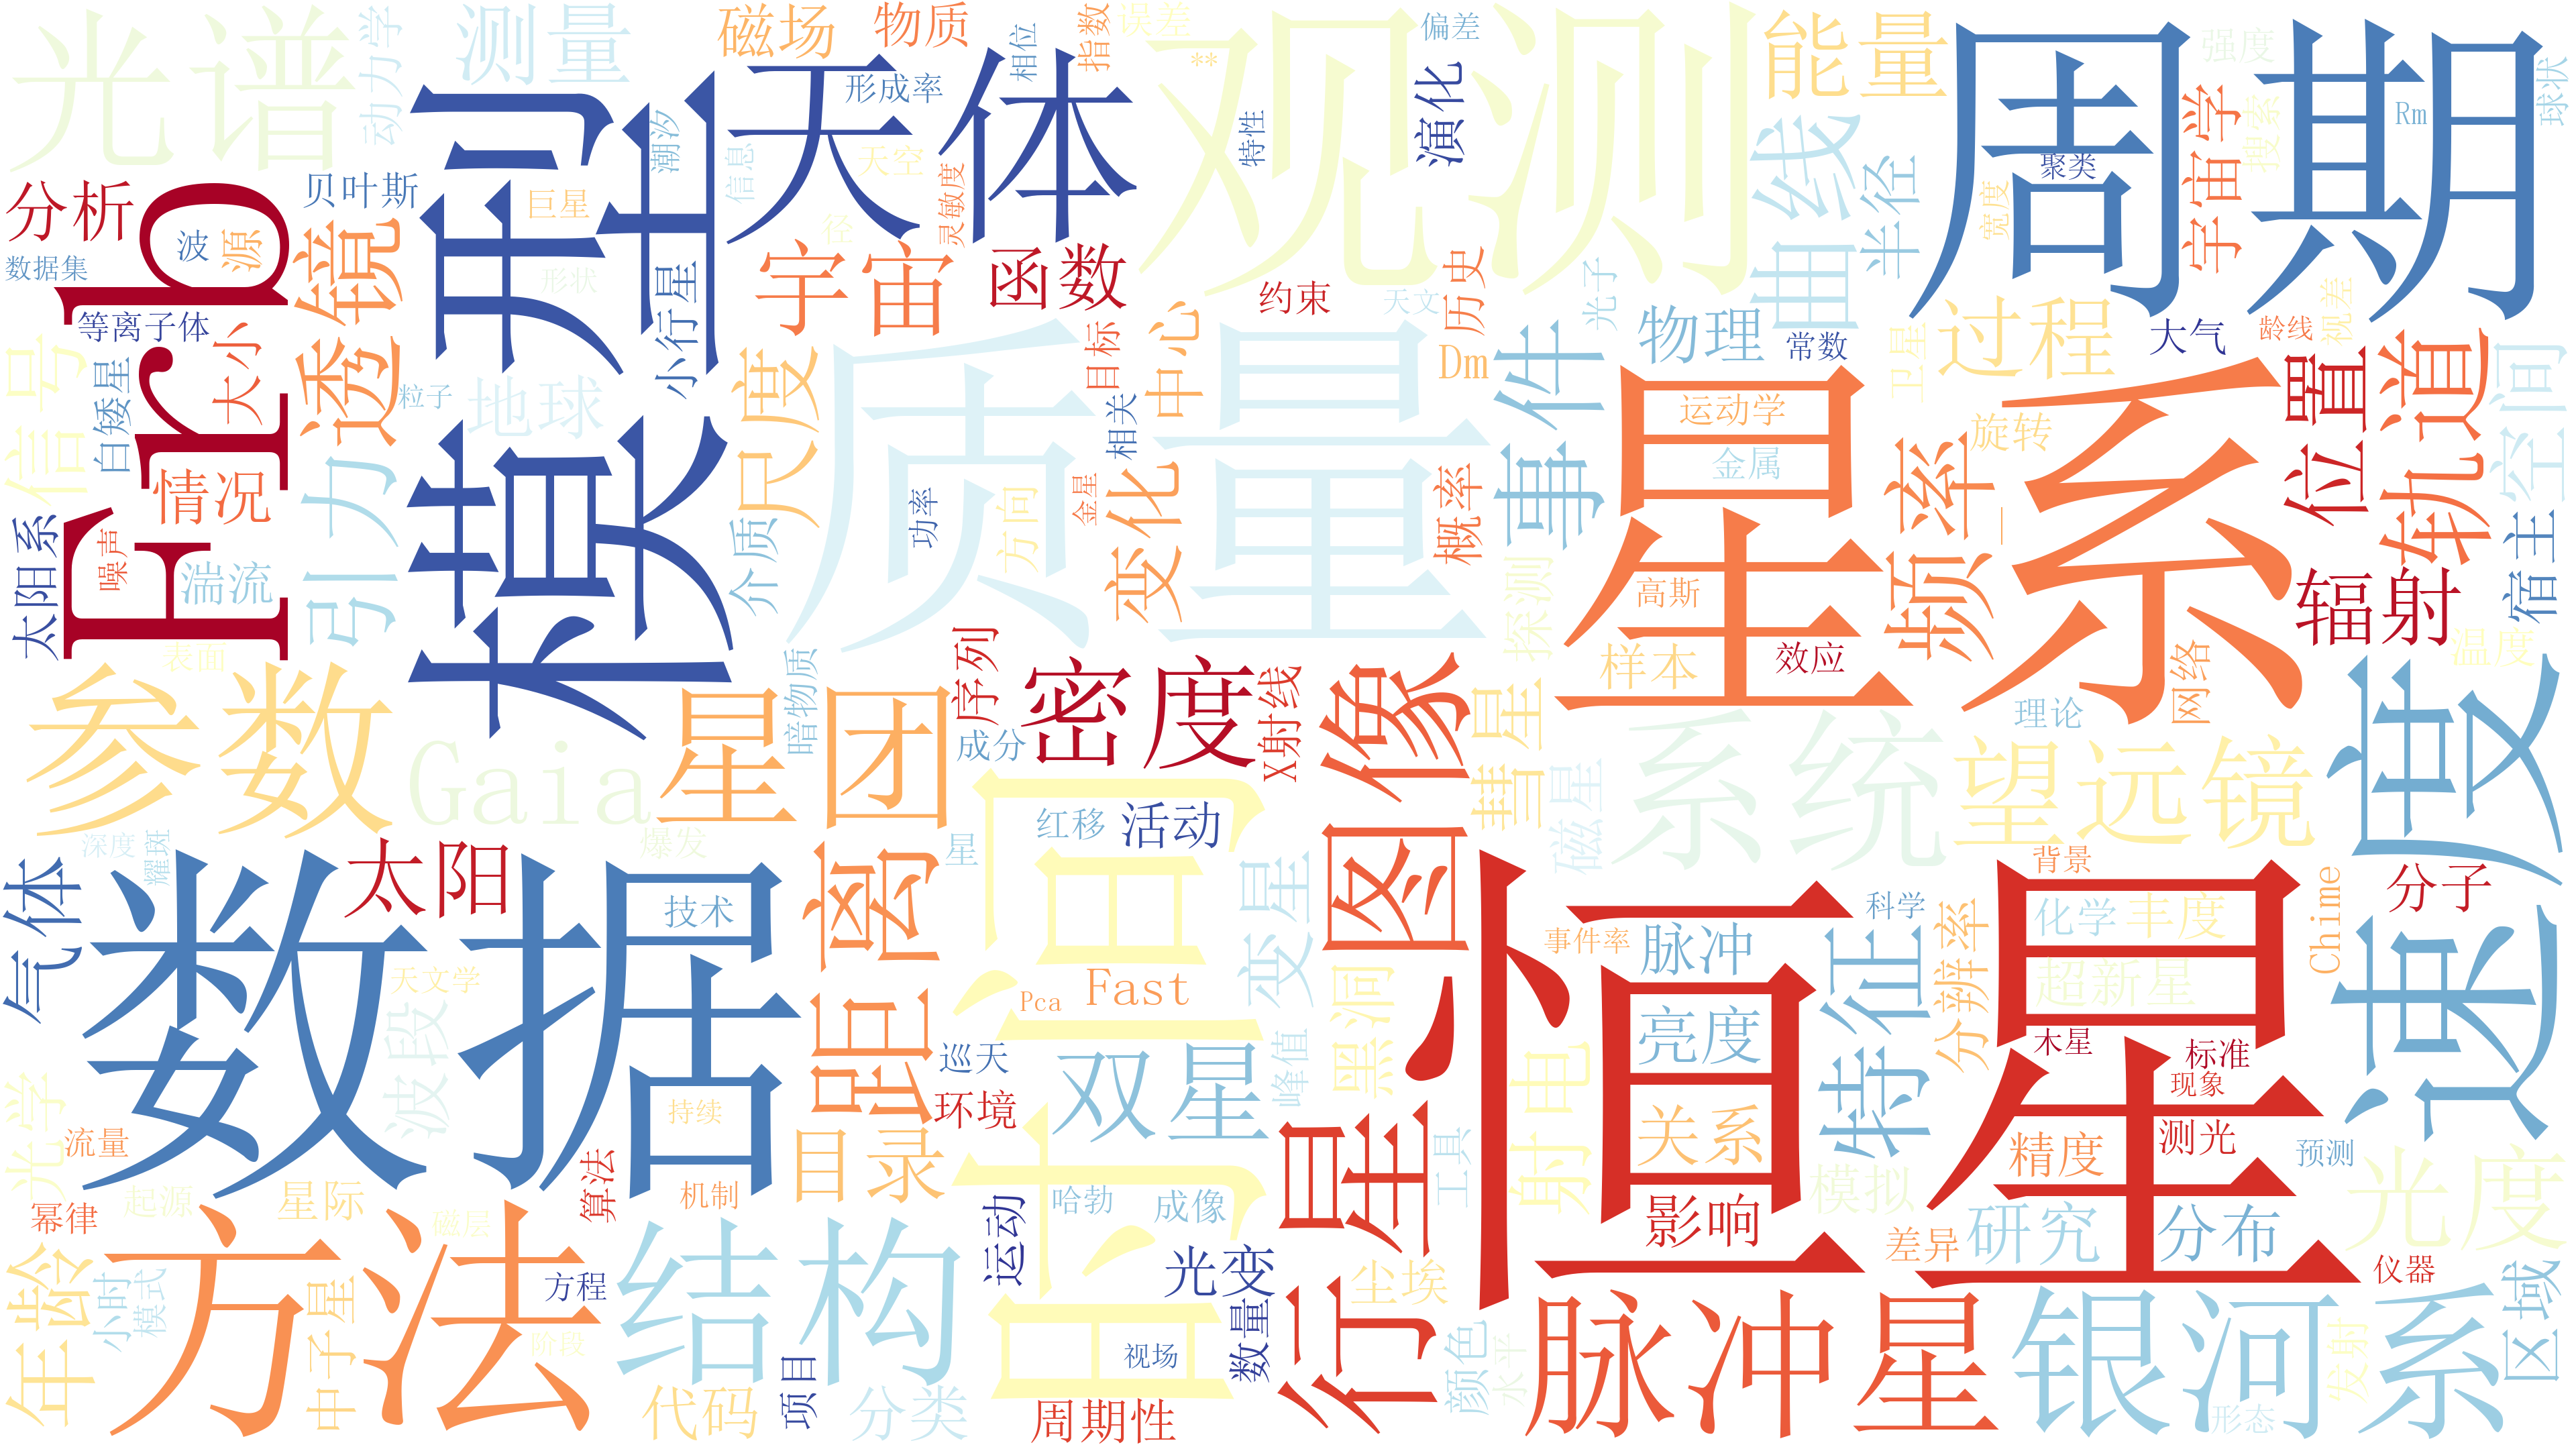 光谱
动力学
测量
磁场
物质
相位
指数
误差
**
观测
偏差
能量
周期
强度
球状
Rm
搜索
宇宙学
聚类
形成率
天体
特性
演化
曲线
半径
宽度
分析
Frb
贝叶斯
模型
巨星
潮汐
信息
天空
灵敏度
径
波
源
数据集
透镜
形状
小行星
宇宙
函数
约束
天文
历史
光子
物理
常数
卫星
过程
大气
龄线
视差
等离子体
信号
白矮星
大小
粒子
地球
空
尺度
目标
中心
质量
Dm
事件
星系
运动学
金属
频率
旋转
位置
轨道
空间
情况
引力
相关
变化
金星
概率
功率
方向
介质
太阳系
噪声
湍流
探测
高斯
一
辐射
宿主
表面
参数
星团
暗物质
序列
密度
X射线
图像
彗星
样本
效应
理论
网络
温度
速度
Gaia
成分
磁星
系统
望远镜
深度
耀斑
爆发
星
红移
活动
时间
变星
气体
太阳
数据
技术
距离
天文学
波段
Pca
Fast
黑洞
恒星
事件率
脉冲
科学
特征
分辨率
背景
化学
丰度
分子
Chime
超新星
光学
流量
持续
巡天
环境
双星
峰值
行星
射电
亮度
木星
标准
现象
测光
精度
预测
幂律
起源
星际
磁层
算法
机制
目录
哈勃
成像
工具
关系
影响
模拟
差异
研究
分布
光度
仪器
年龄
小时
模式
中子星
方法
方程
阶段
结构
项目
代码
分类
运动
光变
数量
视场
周期性
尘埃
颜色
水平
脉冲星
银河系
形态
发射
区域